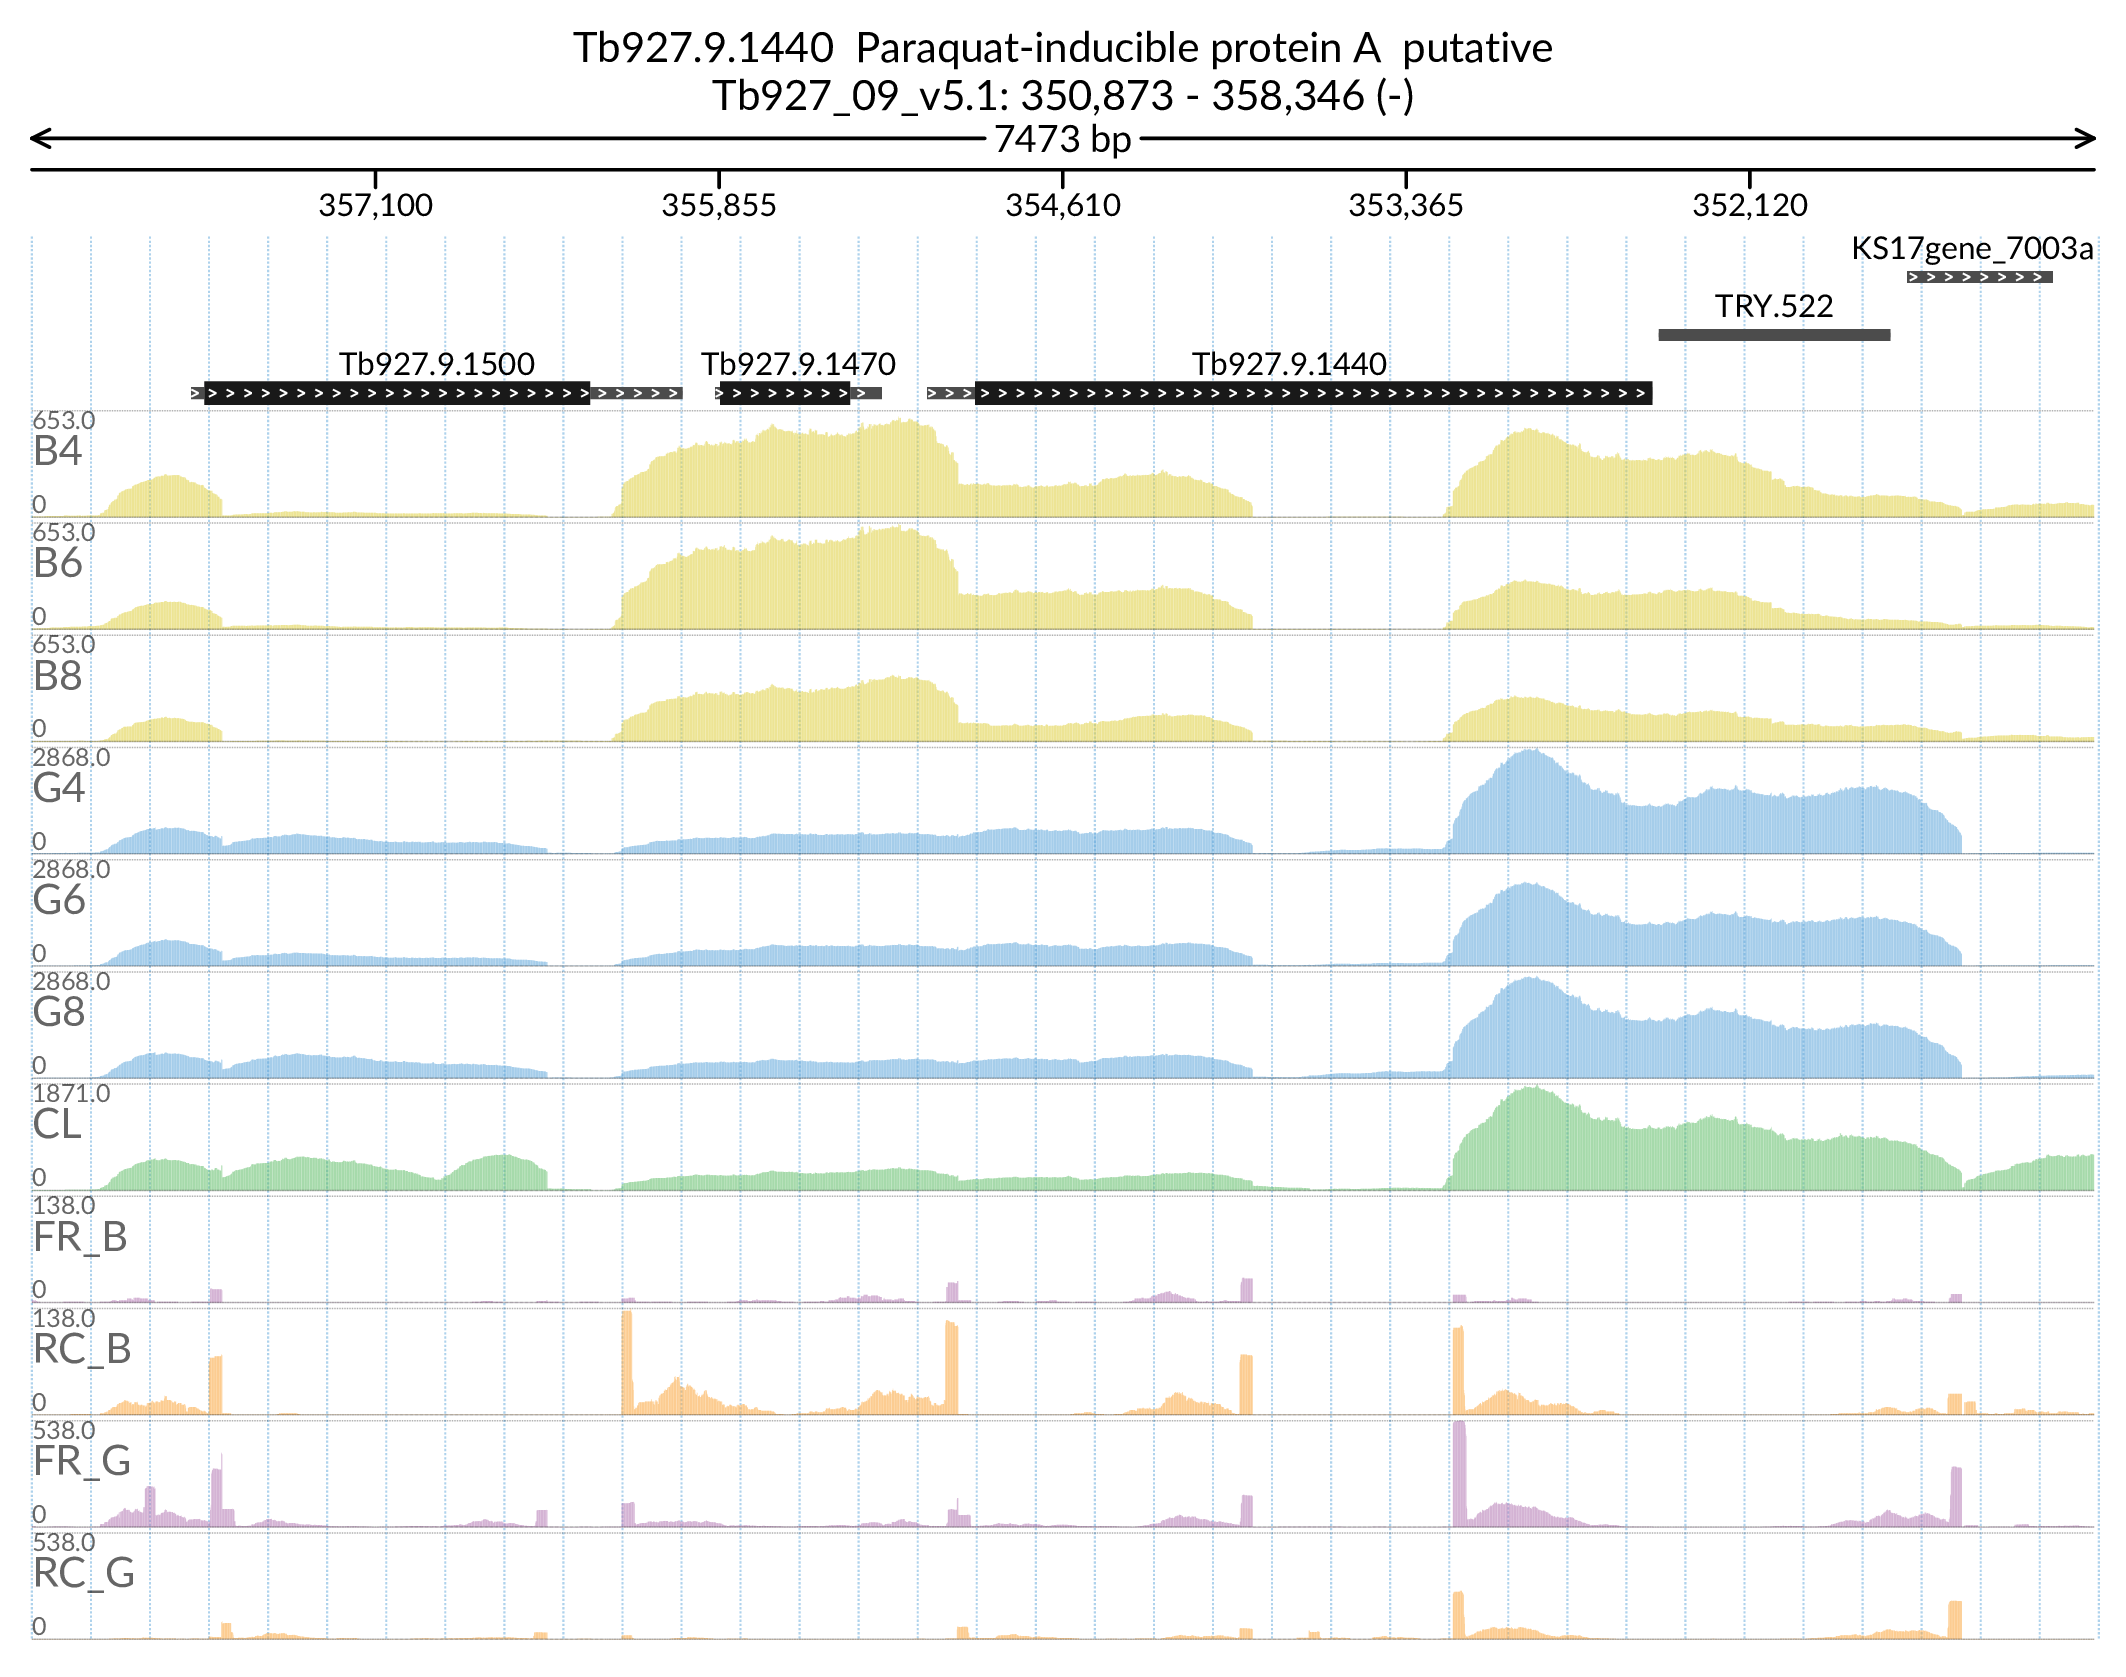 Tb927.9.1440  Paraquat-inducible protein A  putative
Tb927_09_v5.1: 350,873 - 358,346 (-)
7473 bp
357,100 355,855 354,610 353,365 352,120
KS17gene_7003a
TRY.522
Tb927.9.1500 Tb927.9.1470 Tb927.9.1440
653.0
B4
0
653.0
B6
0
653.0
B8
0
2868.0
G4
0
2868.0
G6
0
2868.0
G8
0
1871.0
CL
0
138.0
FR_B
0
138.0
RC_B
0
538.0
FR_G
0
538.0
RC_G
0